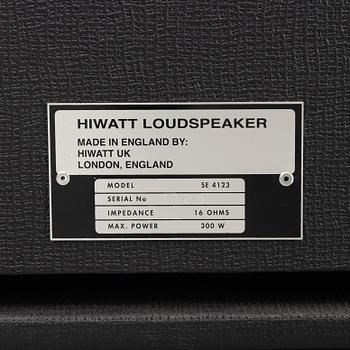 HIWATT LOUDSPEAKER
MADE IN ENGLAND BY:
HIWATT UK
LONDON, ENGLAND
MODEL SE 4123
SERIAL No
IMPEDANCE 16 OHMS
MAX. POWER 300 W